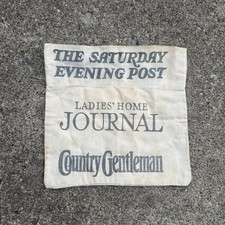 THE SATURDAY
EVENING POST
LADIES' HOME
JOURNAL
Country Gentleman